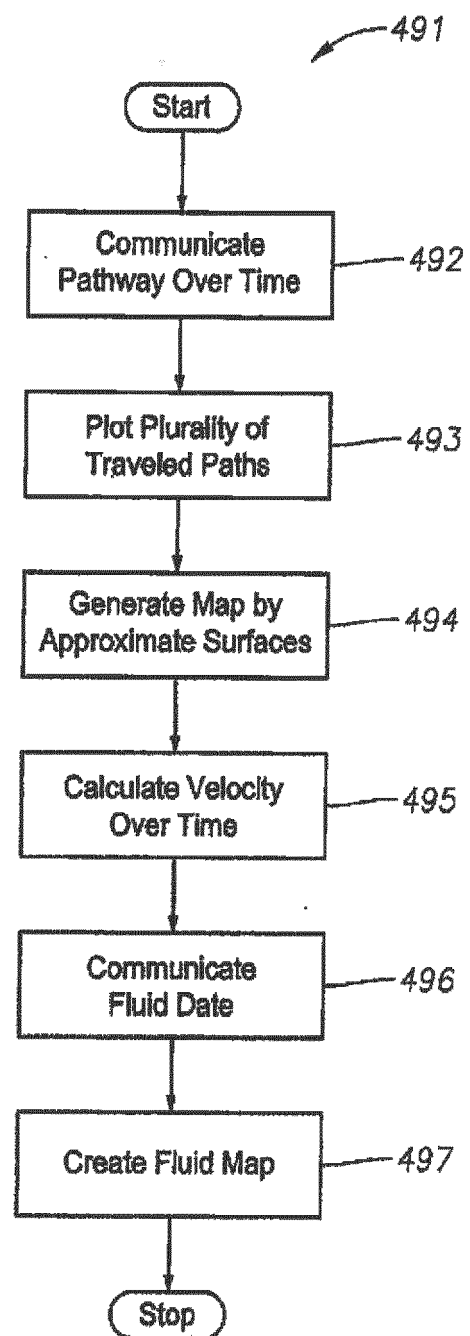 491
Start
Communicate
Pathway Over Time
492
Plot Plurality of
Traveled Paths
493
Generate Map by
Approximate Surfaces
494
Calculate Velocity
Over Time
495
Communicate
Fluid Date
496
Create Fluid Map
497
Stop